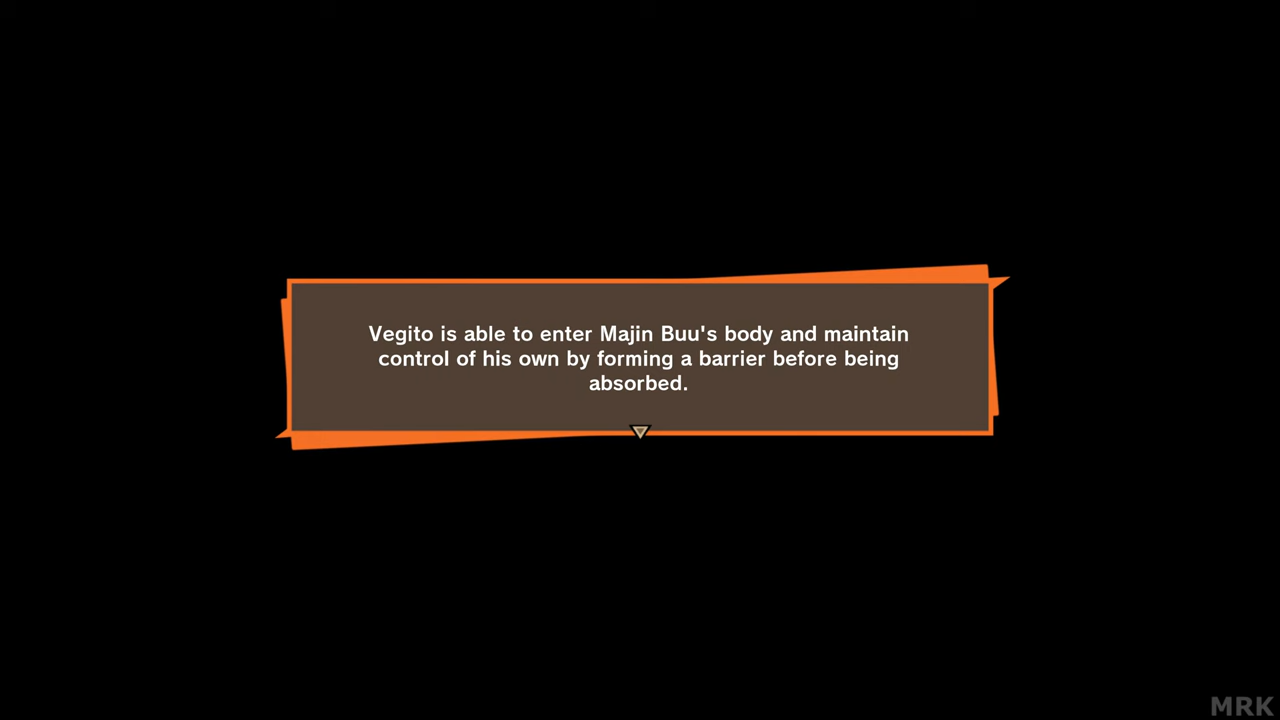 Vegito is able to enter Majin Buu's body and maintain
control of his own by forming a barrier before being
absorbed.
MRK